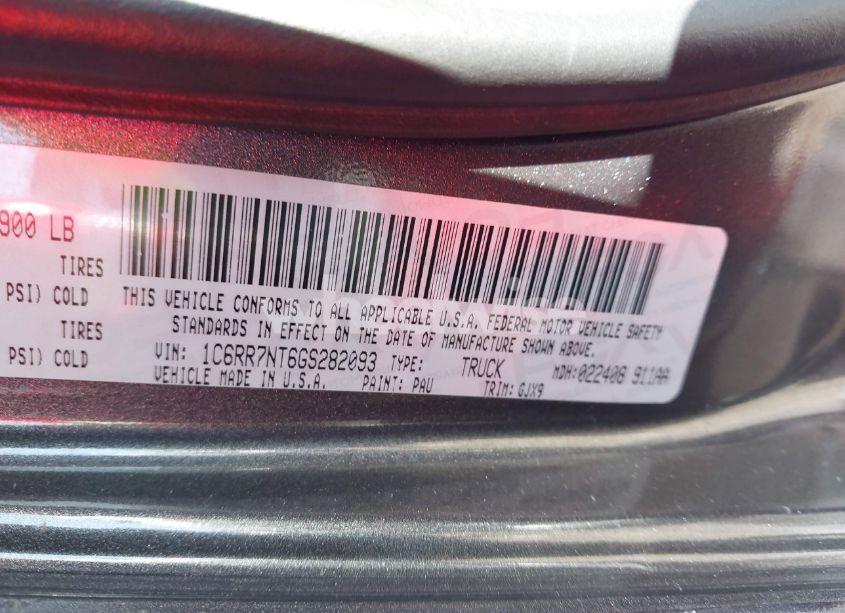 900 LB
TIRES
PSI) COLD
TIRES
PSI) COLD
THIS VEHICLE CONFORMS TO ALL APPLICABLE U.S.A. FEDERAL MOTOR VEHICLE SAFETY
STANDARDS IN EFFECT ON THE DATE OF MANUFACTURE SHOWN ABOVE.
VIN: 1C6RR7NT6GS282093 TYPE: TRUCK MDH:022408 911AA
VEHICLE MADE IN U.S.A. PAINT: PAU TRIM: GJX9